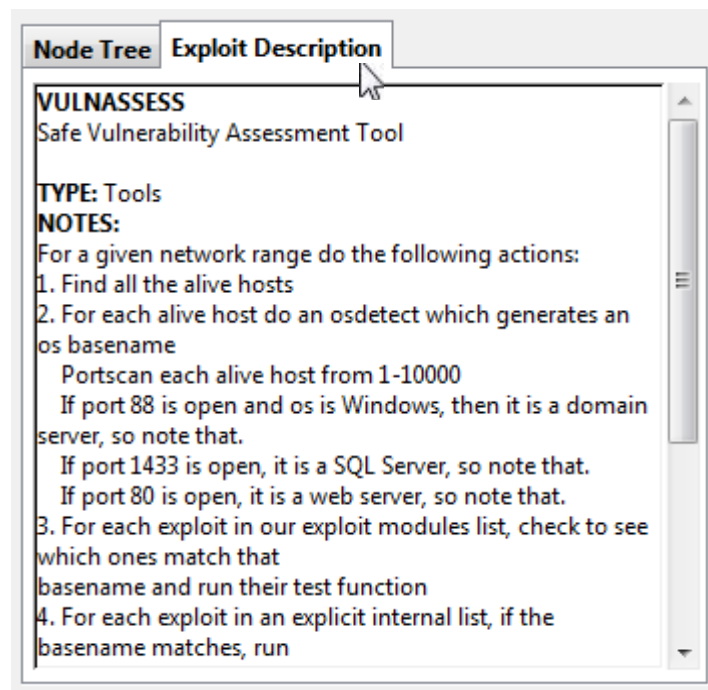 Node Tree Exploit Description
VULNASSESS
Safe Vulnerability Assessment Tool
TYPE: Tools
NOTES:
For a given network range do the following actions:
1. Find all the alive hosts
2. For each alive host do an osdetect which generates an
os basename
Portscan each alive host from 1-10000
If port 88 is open and os is Windows, then it is a domain
server, so note that.
If port 1433 is open, it is a SQL Server, so note that.
If port 80 is open, it is a web server, so note that.
3. For each exploit in our exploit modules list, check to see
which ones match that
basename and run their test function
4. For each exploit in an explicit internal list, if the
basename matches, run